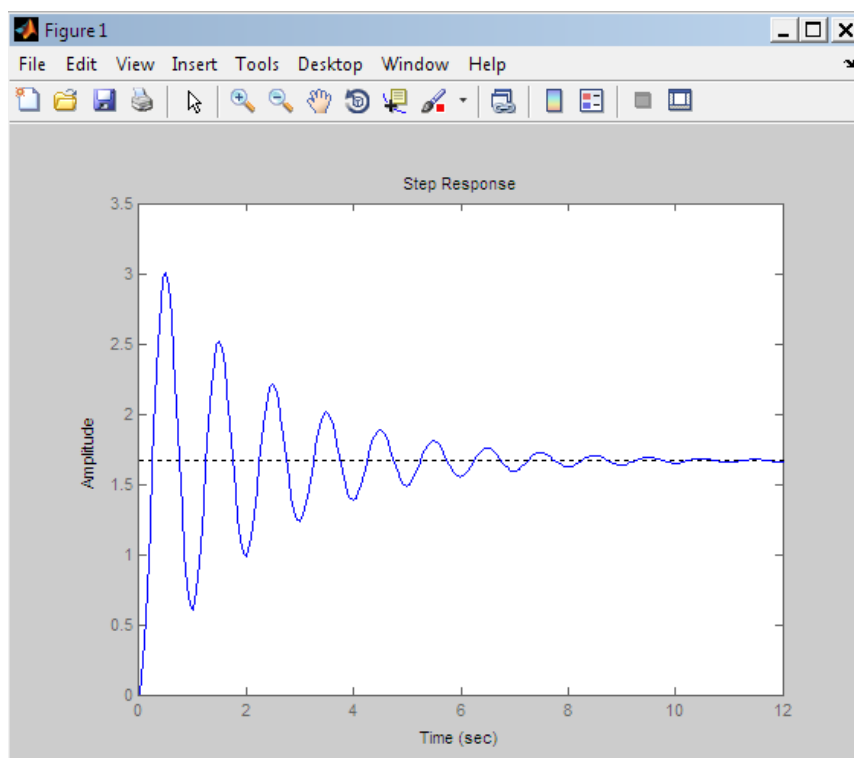 Figure 1
File Edit View Insert Tools Desktop Window Help
Step Response
3.5
3
2.5
2
1.5
1
0.5
0
Amplitude
0 2 4 6 8 10 12
Time (sec)